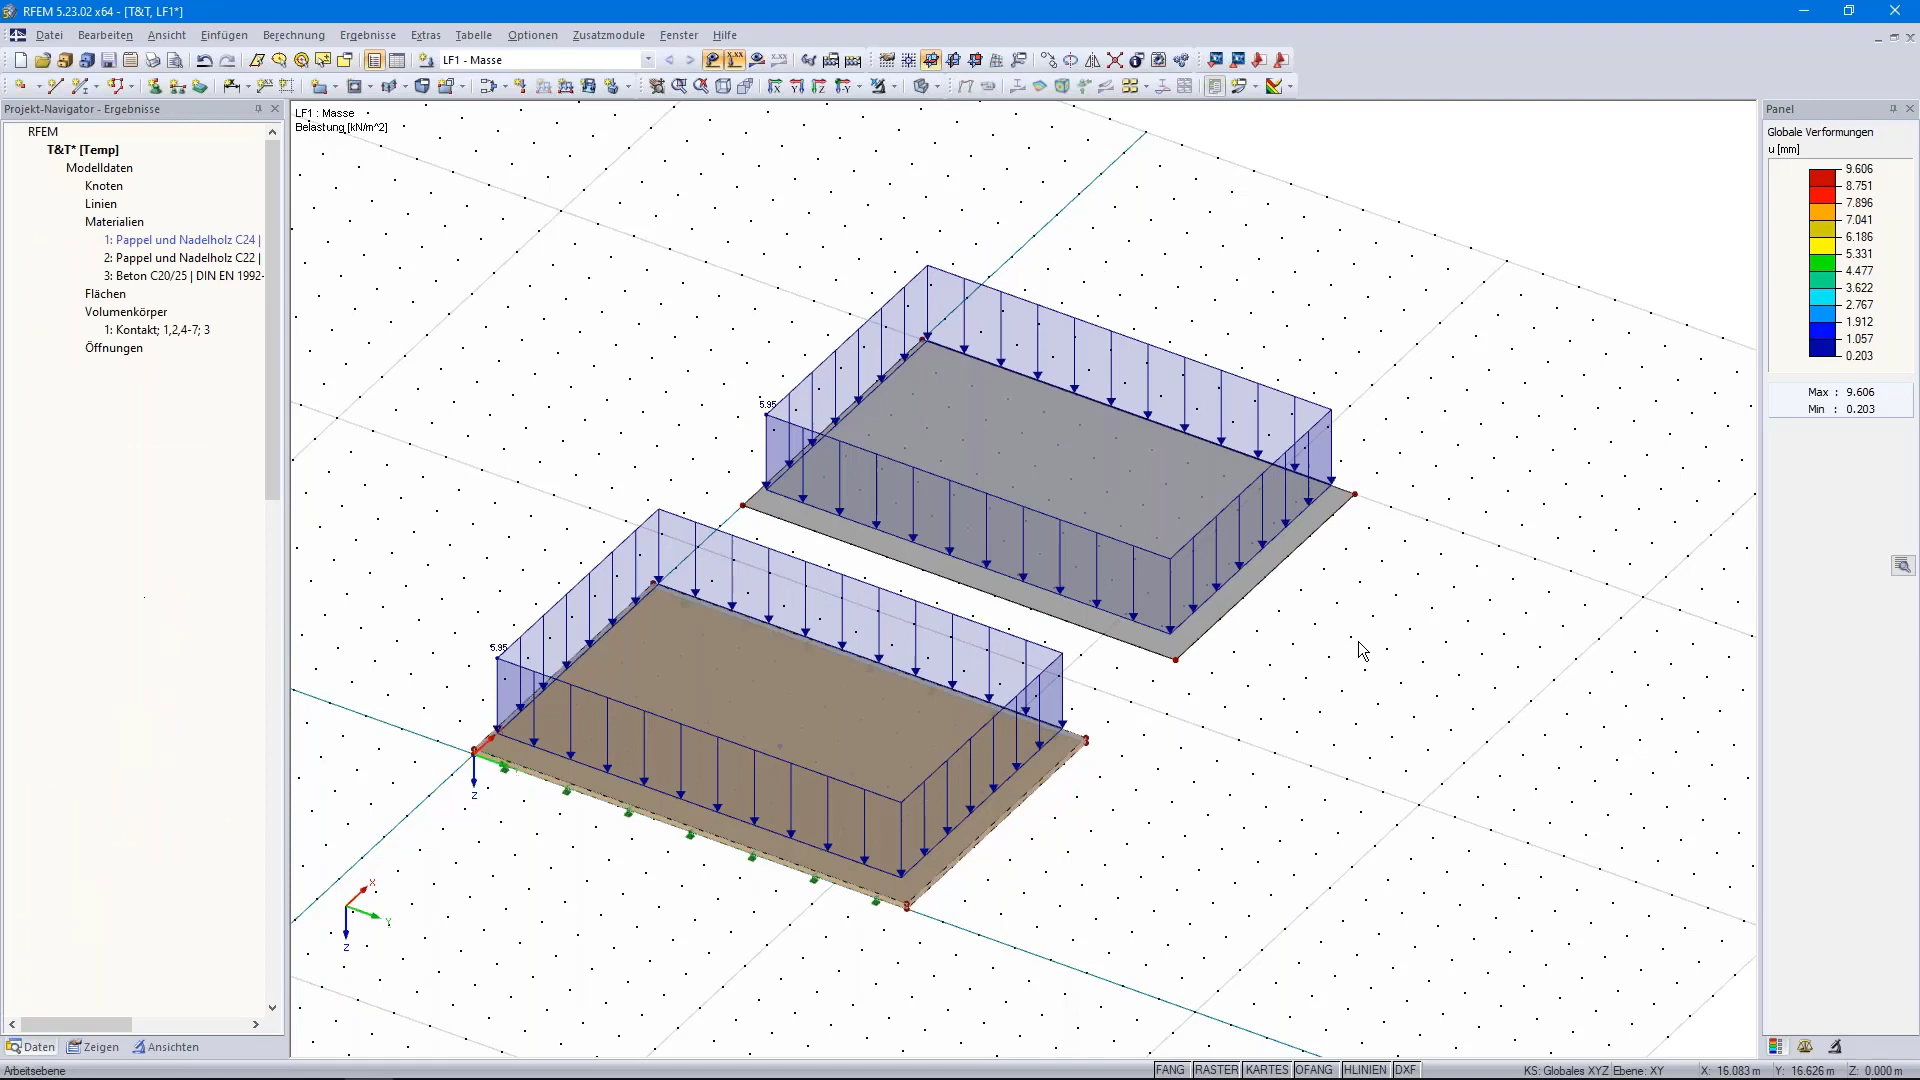 RFEM 5.23.02 x64 - [T&T, LF1*]
Datei Bearbeiten Ansicht Einfügen Berechnung Ergebnisse Extras Tabelle Optionen Zusatzmodule Fenster Hilfe
LF1 - Masse
Projekt-Navigator - Ergebnisse
RFEM
T&T* [Temp]
Modelldaten
Knoten
Linien
Materialien
1: Pappel und Nadelholz C24 |
2: Pappel und Nadelholz C22 |
3: Beton C20/25 | DIN EN 1992-
Flächen
Volumenkörper
1: Kontakt; 1,2,4-7; 3
Öffnungen
Daten Zeigen Ansichten
LF1 : Masse
Belastung [kN/m^2]
5.95
5.95
Z
X
Y
Z
Panel
Globale Verformungen
u [mm]
9.606
8.751
7.896
7.041
6.186
5.331
4.477
3.622
2.767
1.912
1.057
0.203
Max : 9.606
Min : 0.203
Arbeitsebene
FANG RASTER KARTES OFANG HLINIEN DXF
KS: Globales XYZ Ebene: XY X: 16.083 m Y: 16.626 m Z: 0.000 m